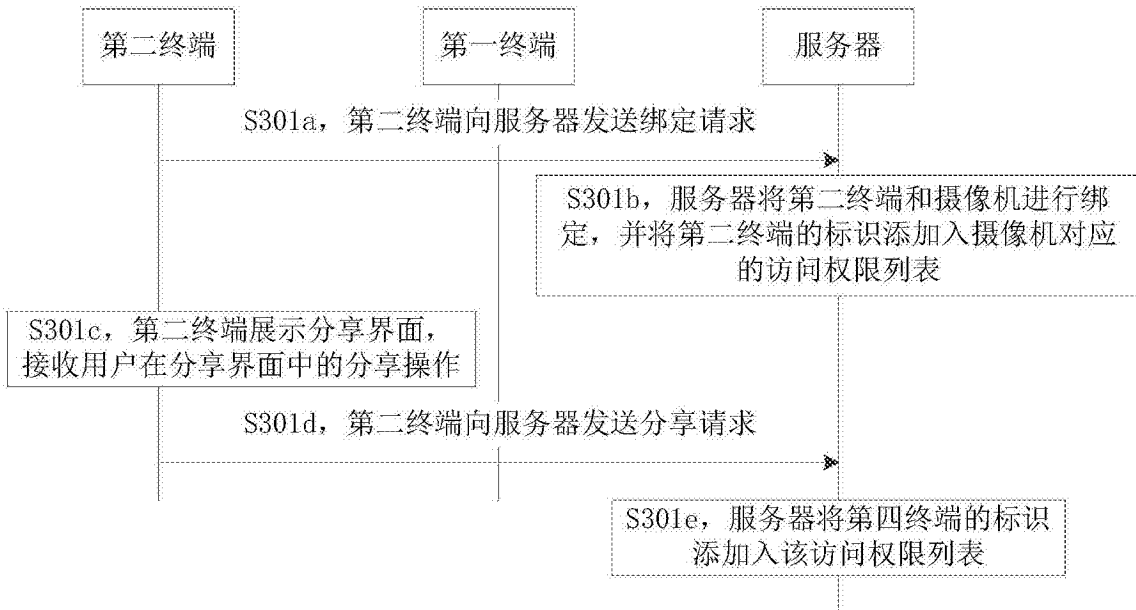 第二终端
第一终端
服务器
S301a，第二终端向服务器发送绑定请求
S301b，服务器将第二终端和摄像机进行绑
定，并将第二终端的标识添加入摄像机对应
的访问权限列表
S301c，第二终端展示分享界面，
接收用户在分享界面中的分享操作
S301d，第二终端向服务器发送分享请求
S301e，服务器将第四终端的标识
添加入该访问权限列表